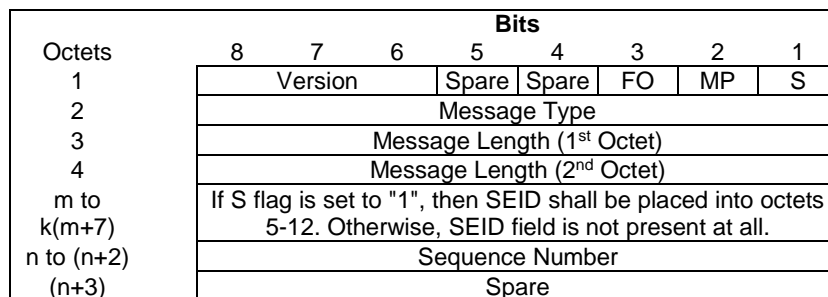 Bits
Octets 8 7 6 5 4 3 2 1
1 Version Spare Spare FO MP S
2 Message Type
3 Message Length (1st Octet)
4 Message Length (2nd Octet)
m to If S flag is set to "1", then SEID shall be placed into octets
k(m+7) 5-12. Otherwise, SEID field is not present at all.
n to (n+2) Sequence Number
(n+3) Spare